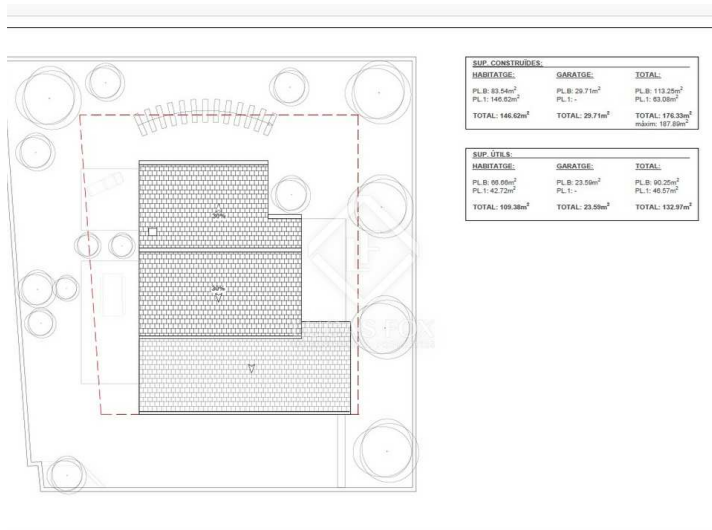 SUP. CONSTRUÏDES:
HABITATGE: GARATGE: TOTAL:
PL.B: 83.54m² PL.B: 29.71m² PL.B: 113.25m²
PL.1: 146.62m² PL.1: - PL.1: 63.08m²
TOTAL: 146.62m² TOTAL: 29.71m² TOTAL: 176.33m²
màxim: 187.89m²
SUP. ÚTILS:
HABITATGE: GARATGE: TOTAL:
PL.B: 66.66m² PL.B: 23.59m² PL.B: 90.25m²
PL.1: 42.72m² PL.1: - PL.1: 46.57m²
TOTAL: 109.38m² TOTAL: 23.59m² TOTAL: 132.97m²
30%
30%